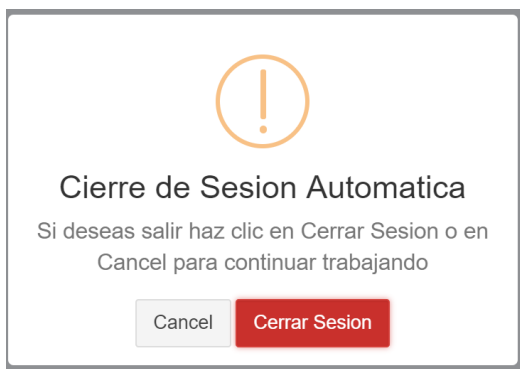 Cierre de Sesion Automatica
Si deseas salir haz clic en Cerrar Sesion o en
Cancel para continuar trabajando
Cancel
Cerrar Sesion